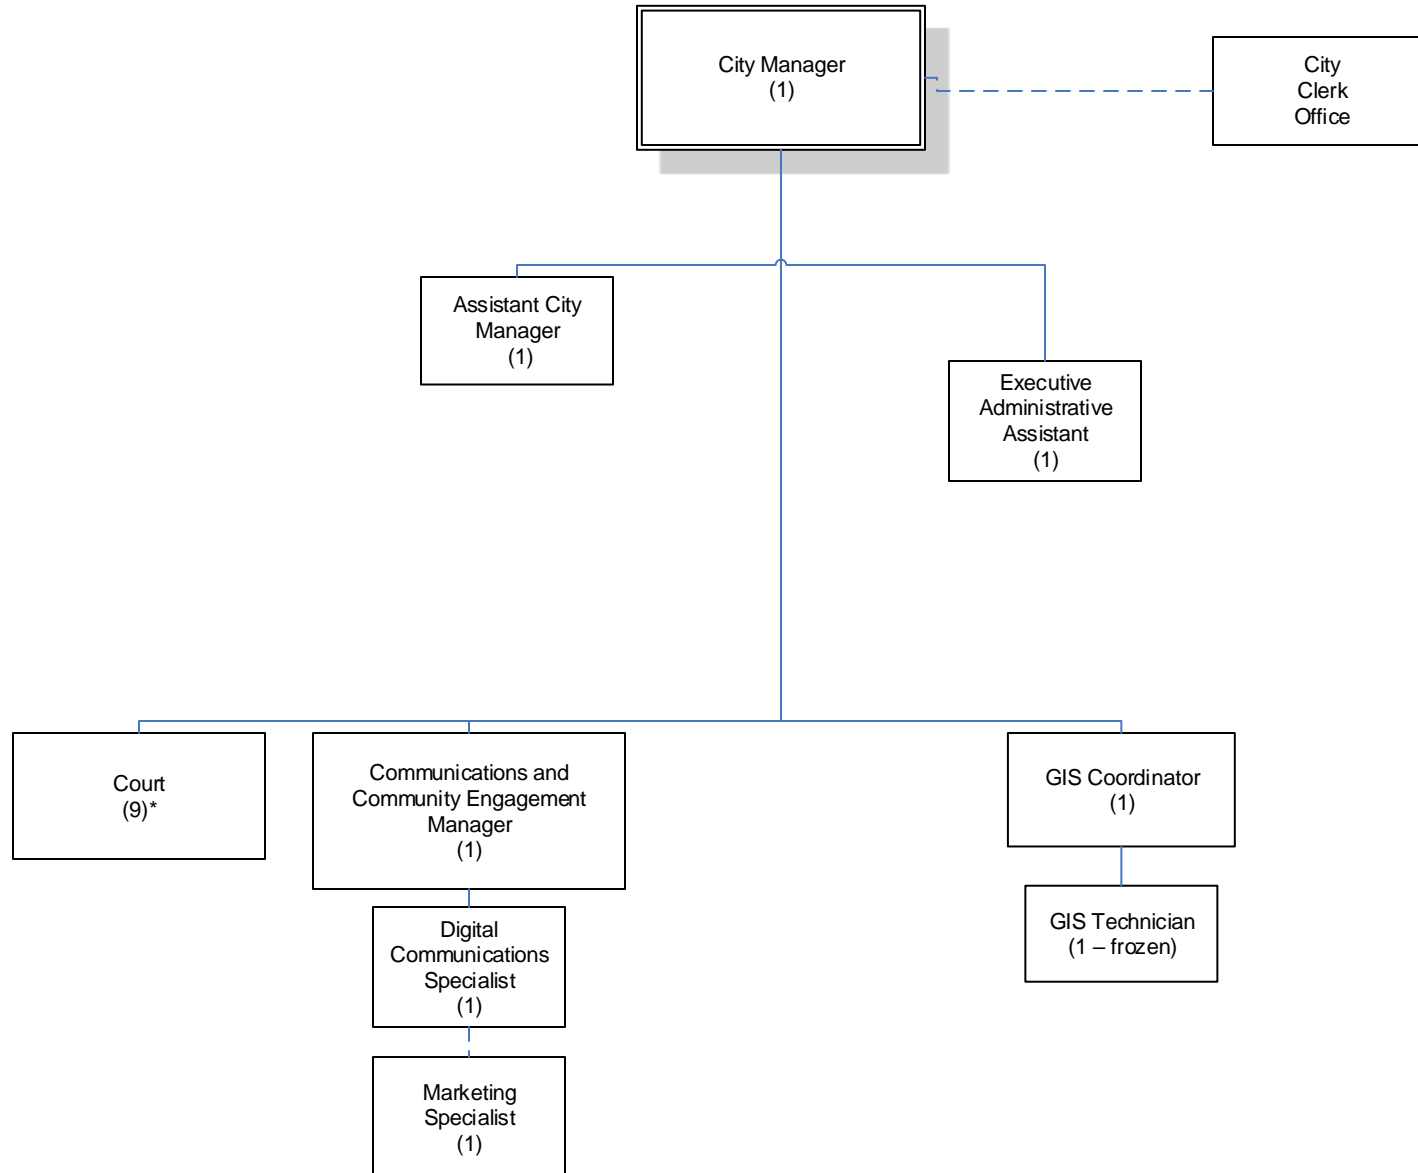 City Manager
(1)
City
Clerk
Office
Assistant City
Manager
(1)
Executive
Administrative
Assistant
(1)
Court
(9)*
Communications and
Community Engagement
Manager
(1)
GIS Coordinator
(1)
Digital
Communications
Specialist
(1)
GIS Technician
(1 – frozen)
Marketing
Specialist
(1)